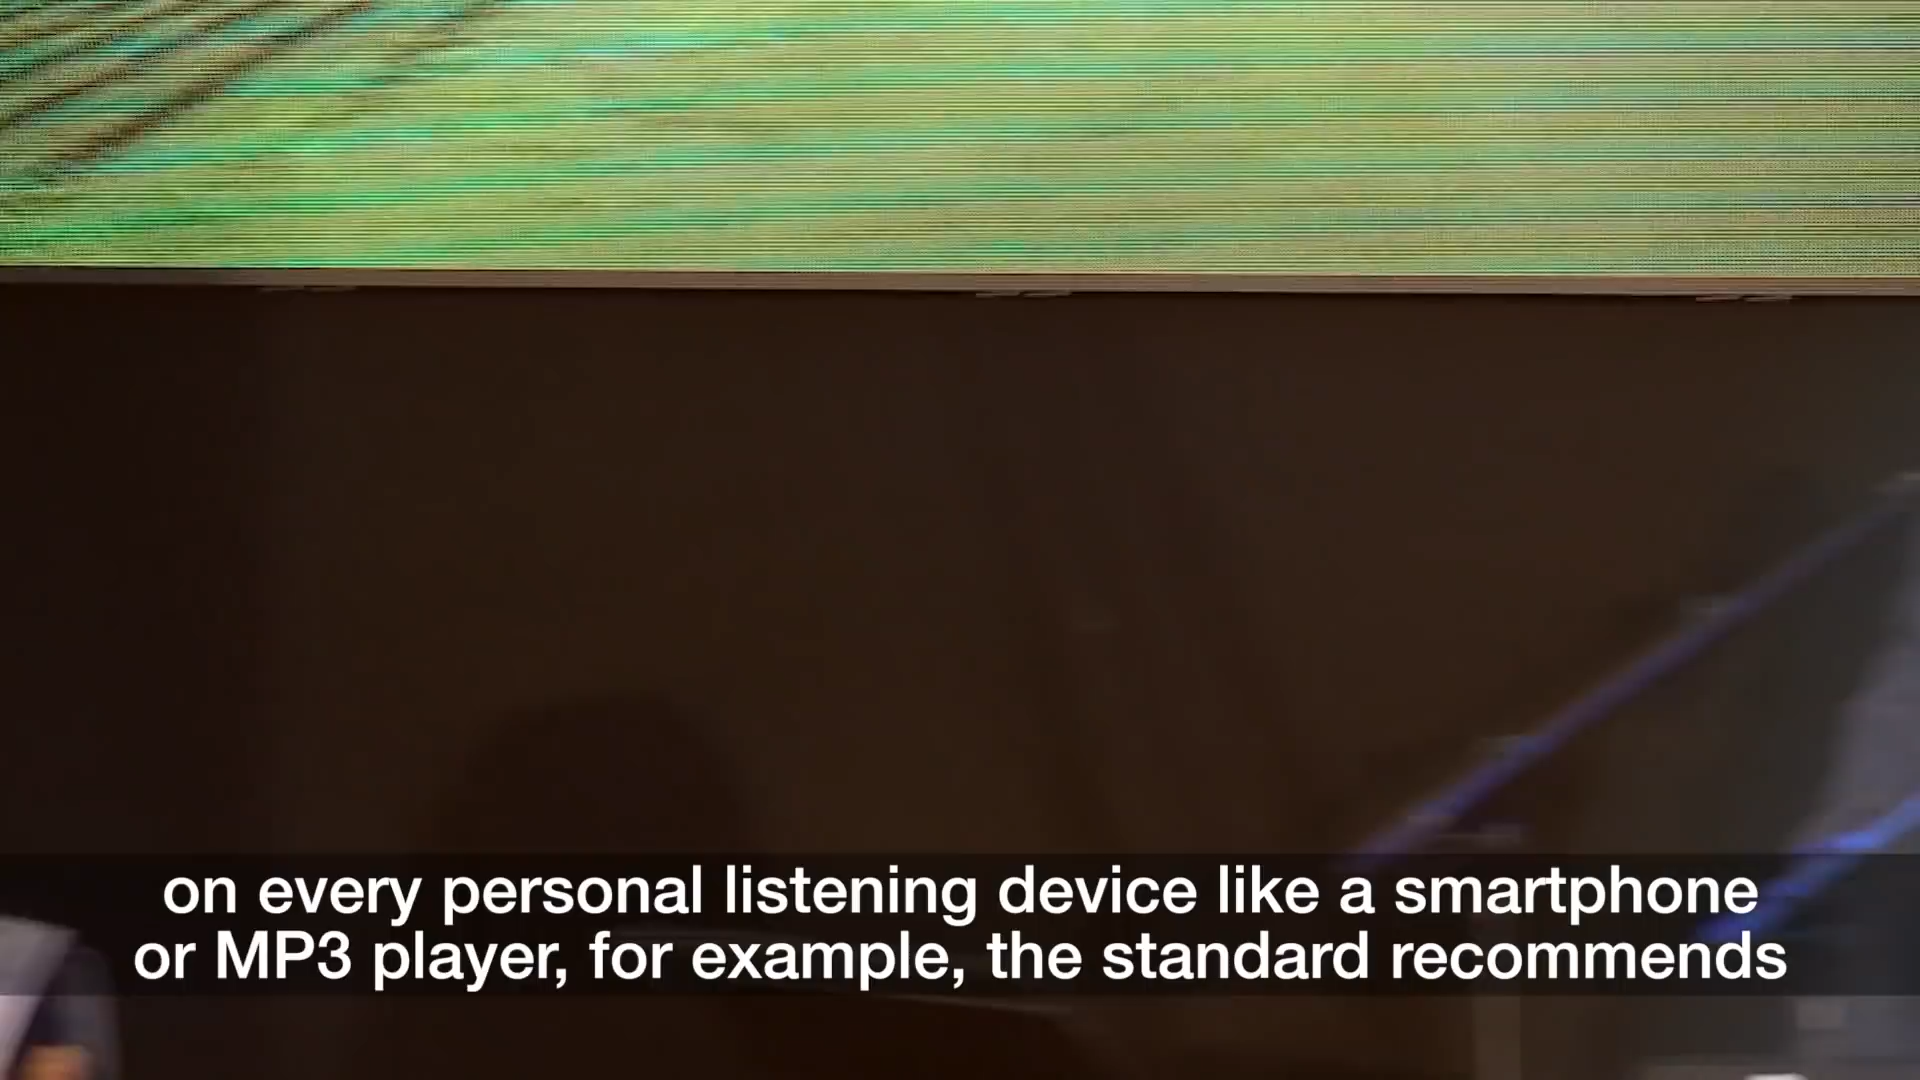 on every personal listening device like a smartphone
or MP3 player, for example, the standard recommends